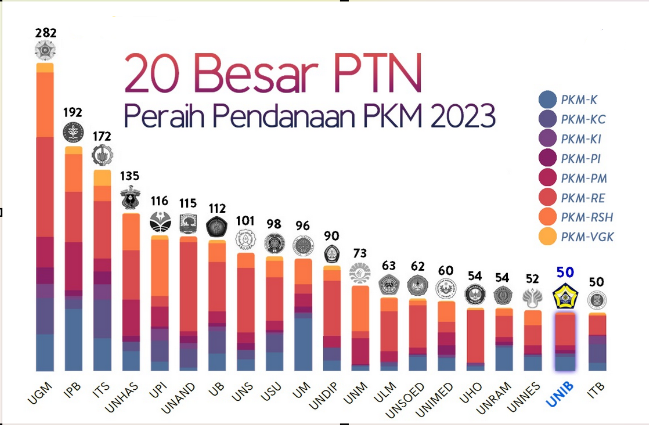 20 Besar PTN
Peraih Pendanaan PKM 2023
282
192
172
135
116
115
112
101
98
96
90
73
63
62
60
54
54
52
50
50
PKM-K
PKM-KC
PKM-KI
PKM-PI
PKM-PM
PKM-RE
PKM-RSH
PKM-VGK
UGM
IPB
ITS
UNHAS
UPI
UNAND
UB
UNS
USU
UM
UNDIP
UNM
ULM
UNSOED
UNIMED
UHO
UNRAM
UNNES
UNIB
ITB